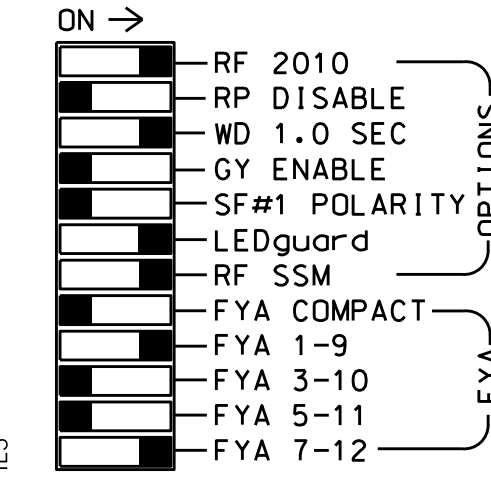 ON →
RF 2010
RP DISABLE
WD 1.0 SEC
GY ENABLE
SF#1 POLARITY
LEDguard
RF SSM
OPTIONS
FYA COMPACT
FYA 1-9
FYA 3-10
FYA 5-11
FYA 7-12
FYA